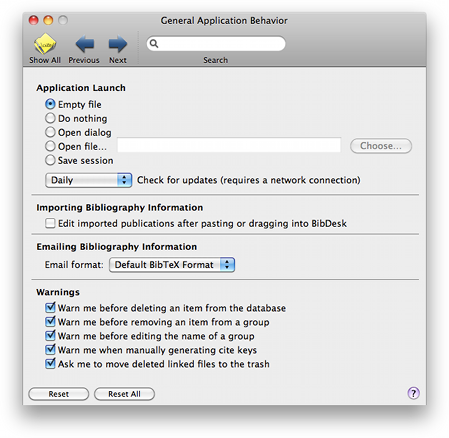 General Application Behavior
Show All Previous Next Search
Application Launch
Empty file
Do nothing
Open dialog
Open file... Choose...
Save session
Daily Check for updates (requires a network connection)
Importing Bibliography Information
Edit imported publications after pasting or dragging into BibDesk
Emailing Bibliography Information
Email format: Default BibTeX Format
Warnings
Warn me before deleting an item from the database
Warn me before removing an item from a group
Warn me before editing the name of a group
Warn me when manually generating cite keys
Ask me to move deleted linked files to the trash
Reset Reset All ?